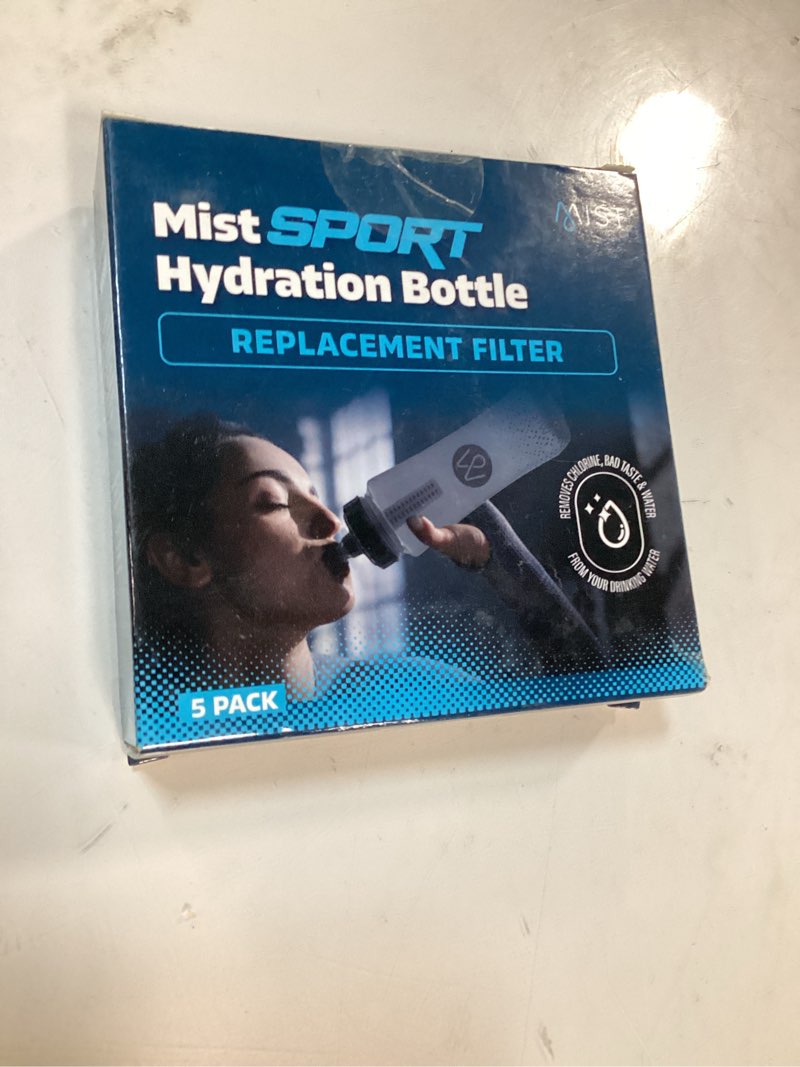 Mist SPORT
MIST
Hydration Bottle
REPLACEMENT FILTER
REMOVES CHLORINE, BAD TASTE & WATER
FROM YOUR DRINKING WATER
5 PACK